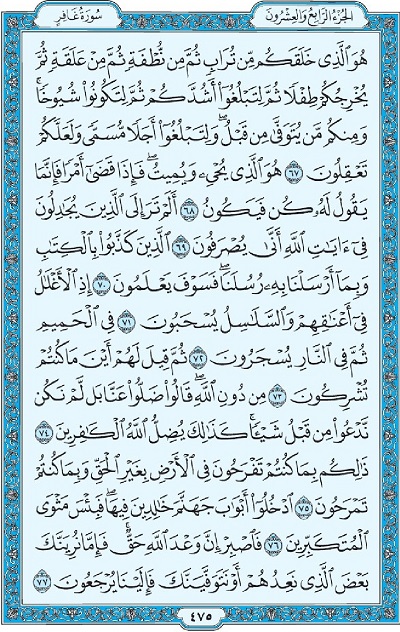 سُورَةُ غَافِرٍ
الجُزْءُ الرَّابِعُ وَالعِشْرُونَ
هُوَ ٱلَّذِى خَلَقَكُم مِّن تُرَابٍ ثُمَّ مِن نُّطْفَةٍ ثُمَّ مِنْ عَلَقَةٍ ثُمَّ
يُخْرِجُكُمْ طِفْلًا ثُمَّ لِتَبْلُغُوٓا۟ أَشُدَّكُمْ ثُمَّ لِتَكُونُوا۟ شُيُوخًا ۚ
وَمِنكُم مَّن يُتَوَفَّىٰ مِن قَبْلُ ۖ وَلِتَبْلُغُوٓا۟ أَجَلًا مُّسَمًّى وَلَعَلَّكُمْ
تَعْقِلُونَ ٦٧ هُوَ ٱلَّذِى يُحْىِۦ وَيُمِيتُ ۖ فَإِذَا قَضَىٰٓ أَمْرًا فَإِنَّمَا
يَقُولُ لَهُۥ كُن فَيَكُونُ ٦٨ أَلَمْ تَرَ إِلَى ٱلَّذِينَ يُجَٰدِلُونَ
فِىٓ ءَايَٰتِ ٱللَّهِ أَنَّىٰ يُصْرَفُونَ ٦٩ ٱلَّذِينَ كَذَّبُوا۟ بِٱلْكِتَٰبِ
وَبِمَآ أَرْسَلْنَا بِهِۦ رُسُلَنَا ۖ فَسَوْفَ يَعْلَمُونَ ٧٠ إِذِ ٱلْأَغْلَٰلُ
فِىٓ أَعْنَٰقِهِمْ وَٱلسَّلَٰسِلُ يُسْحَبُونَ ٧١ فِى ٱلْحَمِيمِ
ثُمَّ فِى ٱلنَّارِ يُسْجَرُونَ ٧٢ ثُمَّ قِيلَ لَهُمْ أَيْنَ مَا كُنتُمْ
تُشْرِكُونَ ٧٣ مِن دُونِ ٱللَّهِ ۖ قَالُوا۟ ضَلُّوا۟ عَنَّا بَل لَّمْ نَكُن
نَّدْعُوا۟ مِن قَبْلُ شَيْـًٔا ۚ كَذَٰلِكَ يُضِلُّ ٱللَّهُ ٱلْكَٰفِرِينَ ٧٤
ذَٰلِكُم بِمَا كُنتُمْ تَفْرَحُونَ فِى ٱلْأَرْضِ بِغَيْرِ ٱلْحَقِّ وَبِمَا كُنتُمْ
تَمْرَحُونَ ٧٥ ٱدْخُلُوٓا۟ أَبْوَٰبَ جَهَنَّمَ خَٰلِدِينَ فِيهَا ۖ فَبِئْسَ مَثْوَى
ٱلْمُتَكَبِّرِينَ ٧٦ فَٱصْبِرْ إِنَّ وَعْدَ ٱللَّهِ حَقٌّ ۚ فَإِمَّا نُرِيَنَّكَ
بَعْضَ ٱلَّذِى نَعِدُهُمْ أَوْ نَتَوَفَّيَنَّكَ فَإِلَيْنَا يُرْجَعُونَ ٧٧
٤٧٥